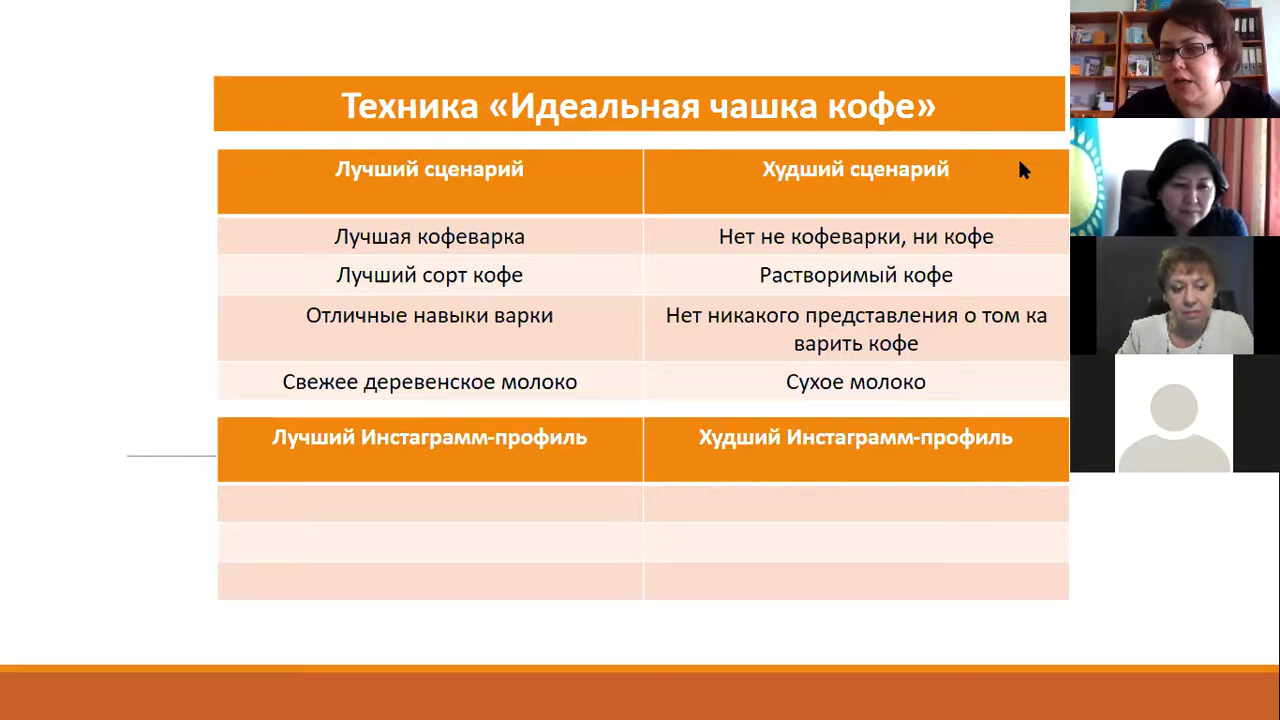 Техника «Идеальная чашка кофе»
Лучший сценарий
Худший сценарий
Лучшая кофеварка
Нет не кофеварки, ни кофе
Лучший сорт кофе
Растворимый кофе
Отличные навыки варки
Нет никакого представления о том ка
варить кофе
Свежее деревенское молоко
Сухое молоко
Лучший Инстаграмм-профиль
Худший Инстаграмм-профиль